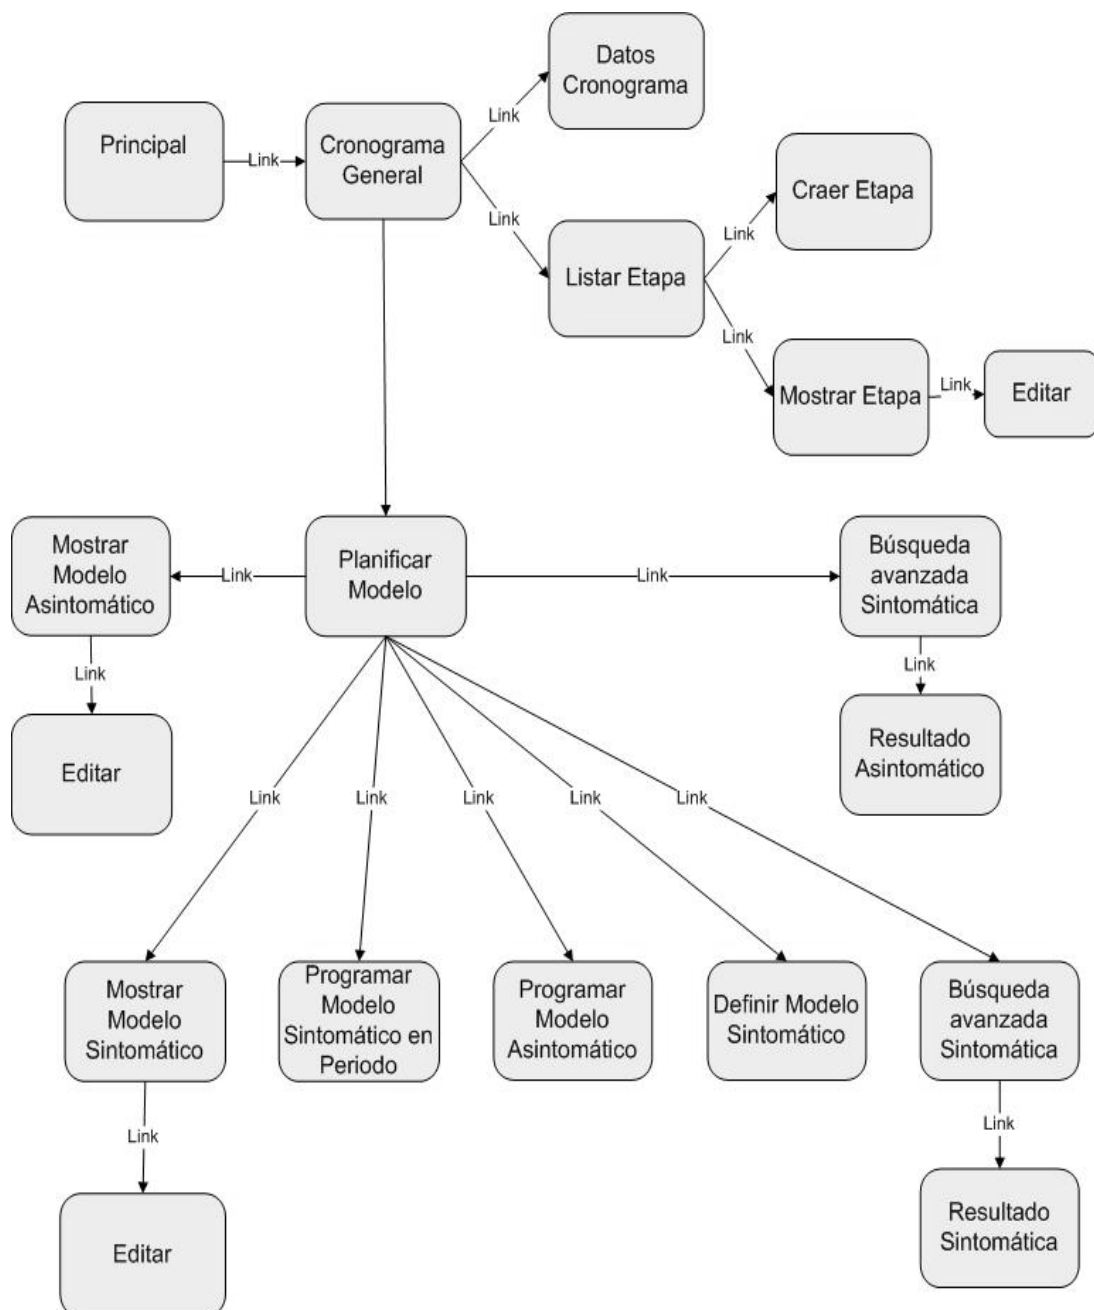 Datos
Cronograma
Link
Principal
Link
Cronograma
General
Link
Craer Etapa
Link
Listar Etapa
Link
Mostrar Etapa
Link
Editar
Mostrar
Modelo
Asintomático
Link
Planificar
Modelo
Link
Búsqueda
avanzada
Sintomática
Link
Editar
Link
Resultado
Asintomático
Link
Link
Link
Link
Link
Mostrar
Modelo
Sintomático
Programar
Modelo
Sintomático en
Periodo
Programar
Modelo
Asintomático
Definir Modelo
Sintomático
Búsqueda
avanzada
Sintomática
Link
Link
Editar
Resultado
Sintomática